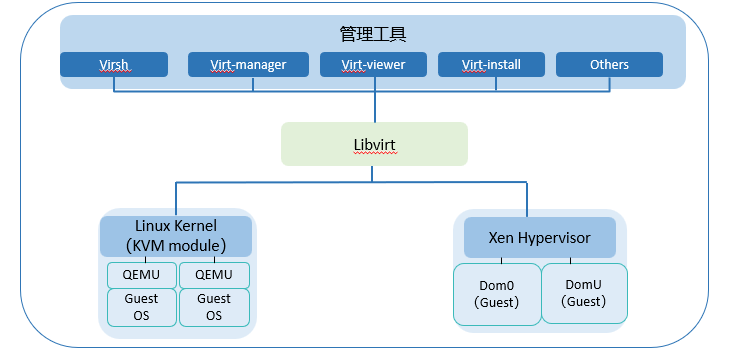 管理工具
Virsh
Virt-manager
Virt-viewer
Virt-install
Others
Libvirt
Linux Kernel
（KVM module）
Xen Hypervisor
QEMU
QEMU
Guest
OS
Guest
OS
Dom0
（Guest）
DomU
（Guest）